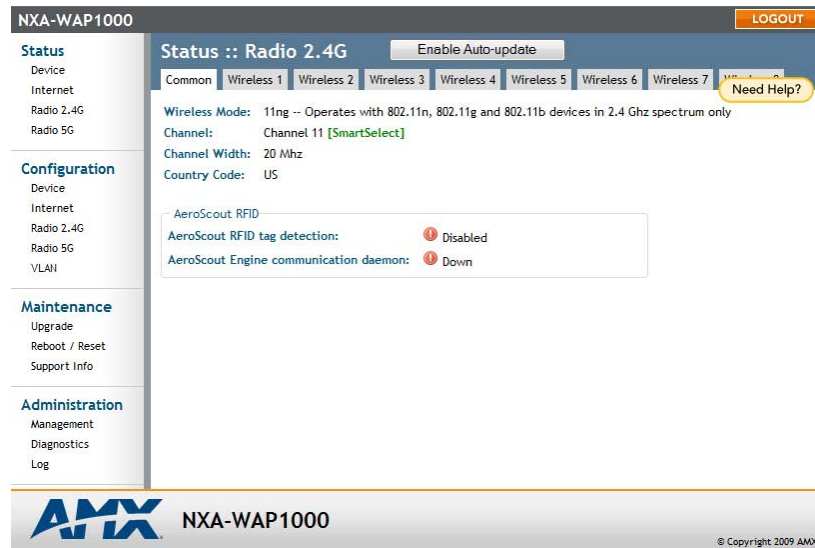 NXA-WAP1000
LOGOUT
Status
Device
Internet
Radio 2.4G
Radio 5G
Configuration
Device
Internet
Radio 2.4G
Radio 5G
VLAN
Maintenance
Upgrade
Reboot / Reset
Support Info
Administration
Management
Diagnostics
Log
Status :: Radio 2.4G
Enable Auto-update
Common Wireless 1 Wireless 2 Wireless 3 Wireless 4 Wireless 5 Wireless 6 Wireless 7
Need Help?
Wireless Mode: 11ng -- Operates with 802.11n, 802.11g and 802.11b devices in 2.4 Ghz spectrum only
Channel: Channel 11 [SmartSelect]
Channel Width: 20 Mhz
Country Code: US
AeroScout RFID
AeroScout RFID tag detection: Disabled
AeroScout Engine communication daemon: Down
AMX NXA-WAP1000
© Copyright 2009 AMX